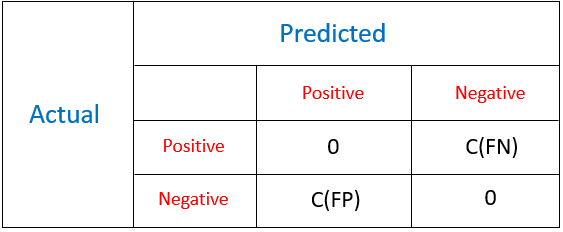 Predicted
Positive Negative
Actual
Positive 0 C(FN)
Negative C(FP) 0